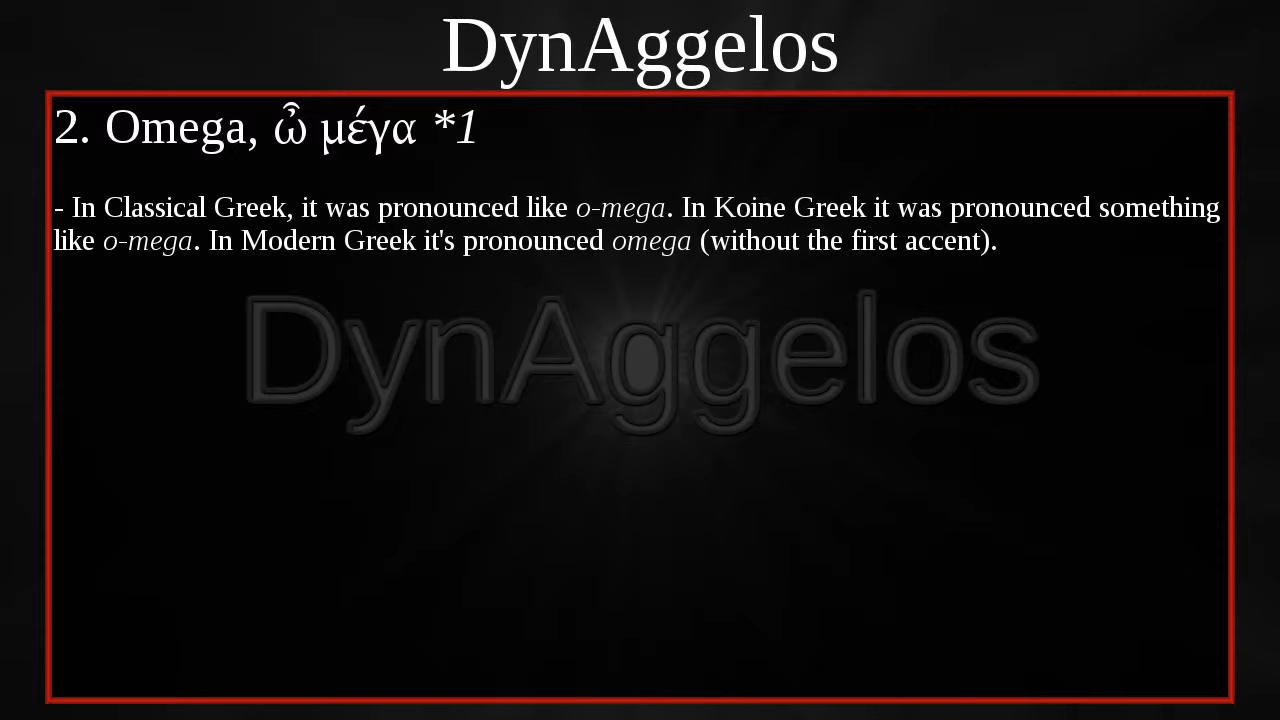 DynAggelos
2. Omega, ὦ μέγα *1
- In Classical Greek, it was pronounced like o-mega. In Koine Greek it was pronounced something
like o-mega. In Modern Greek it's pronounced omega (without the first accent).
DynAggelos